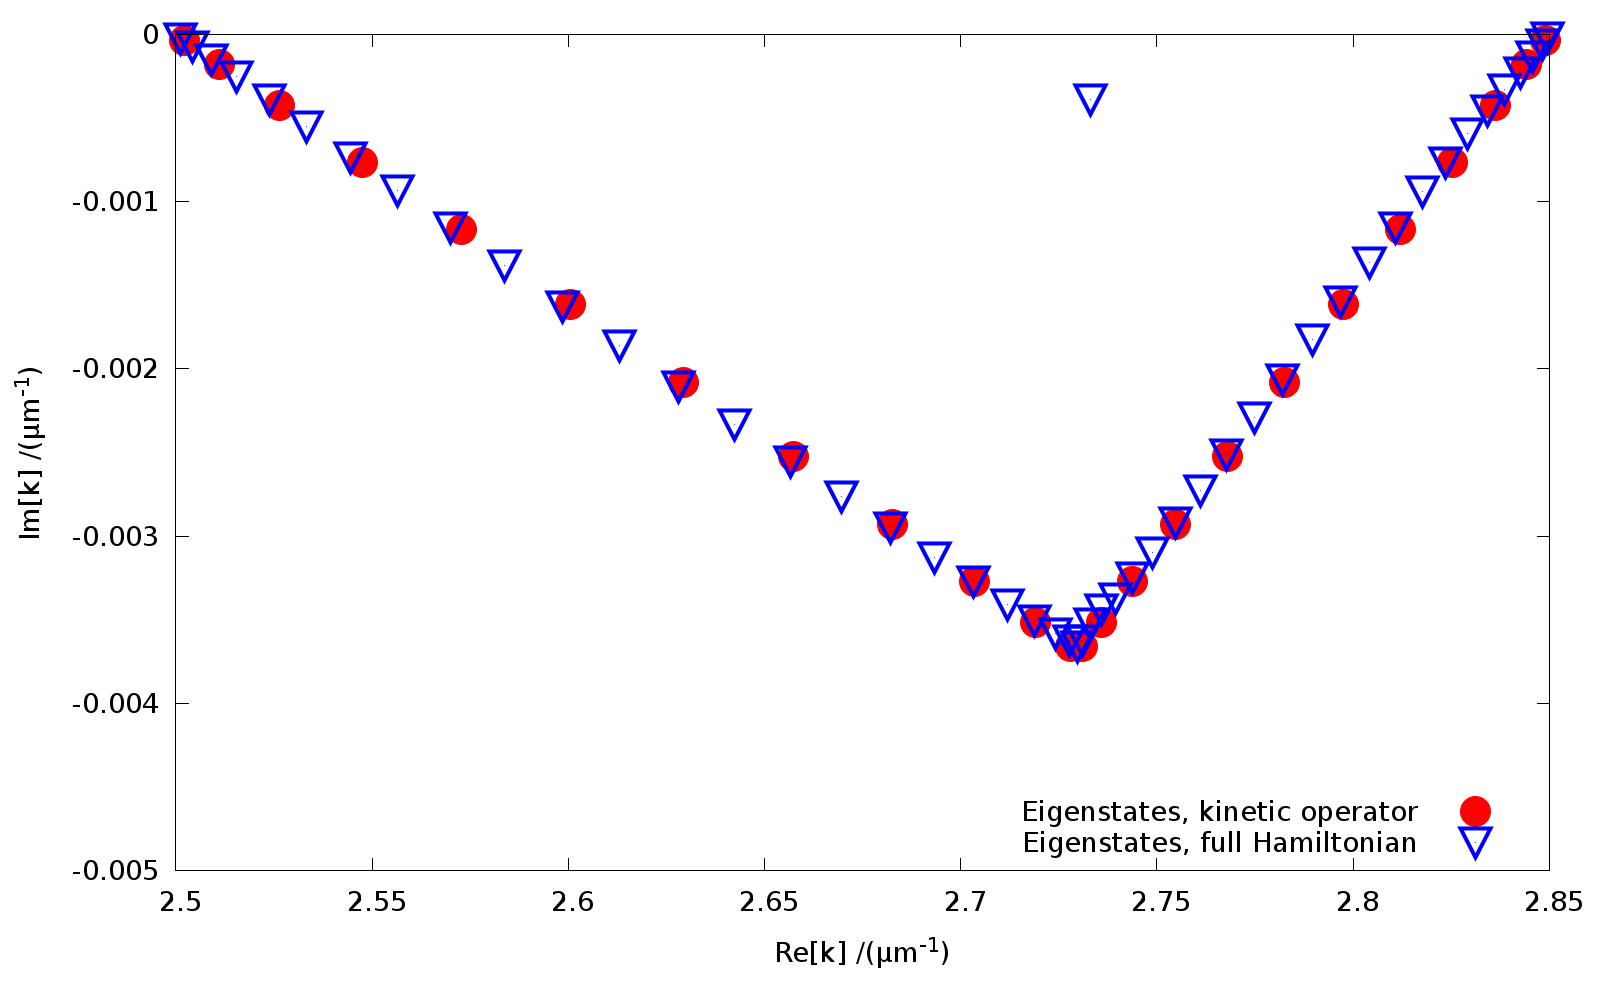 0
-0.001
-0.002
-0.003
-0.004
-0.005
2.5 2.55 2.6 2.65 2.7 2.75 2.8 2.85
Im[k] /(µm⁻¹)
Re[k] /(µm⁻¹)
Eigenstates, kinetic operator
Eigenstates, full Hamiltonian